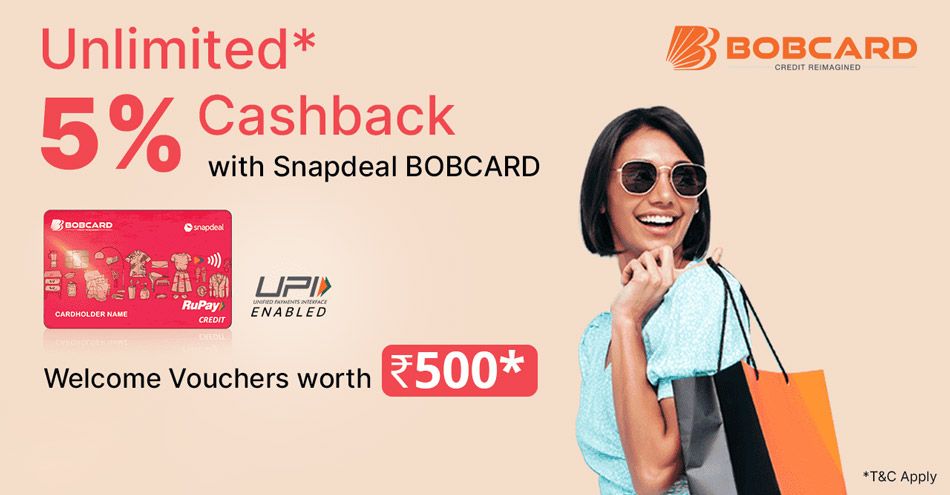 Unlimited*
5% Cashback
with Snapdeal BOBCARD
BOBCARD
CREDIT REIMAGINED
BOBCARD
snapdeal
RuPay
CREDIT
CARDHOLDER NAME
UPI
UNIFIED PAYMENTS INTERFACE
ENABLED
Welcome Vouchers worth ₹500*
*T&C Apply